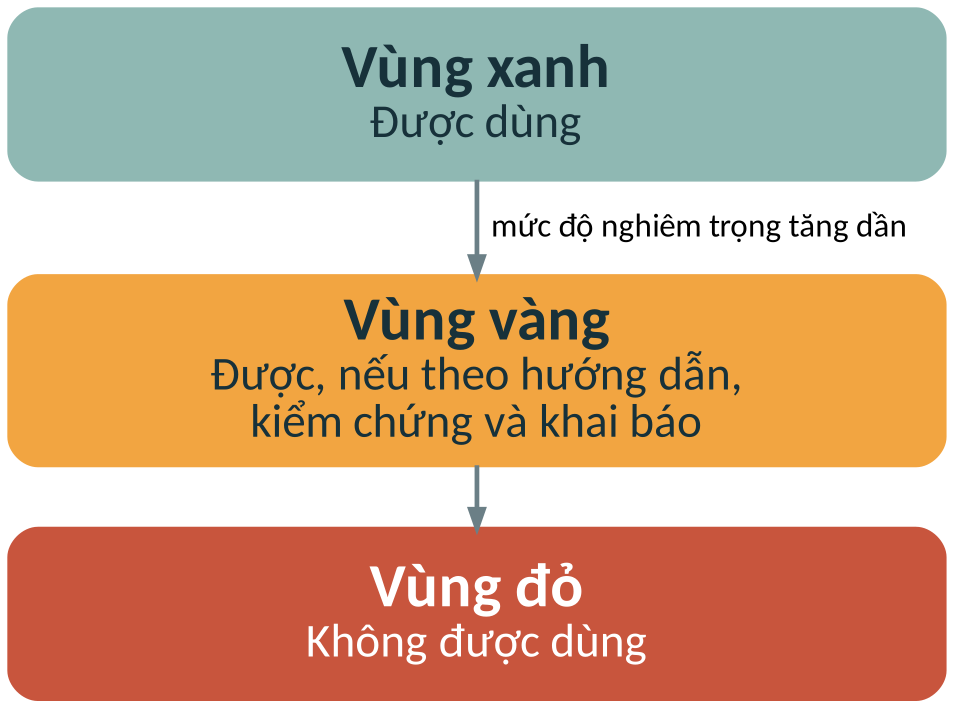 Vùng xanh
Được dùng
mức độ nghiêm trọng tăng dần
Vùng vàng
Được, nếu theo hướng dẫn,
kiểm chứng và khai báo
Vùng đỏ
Không được dùng